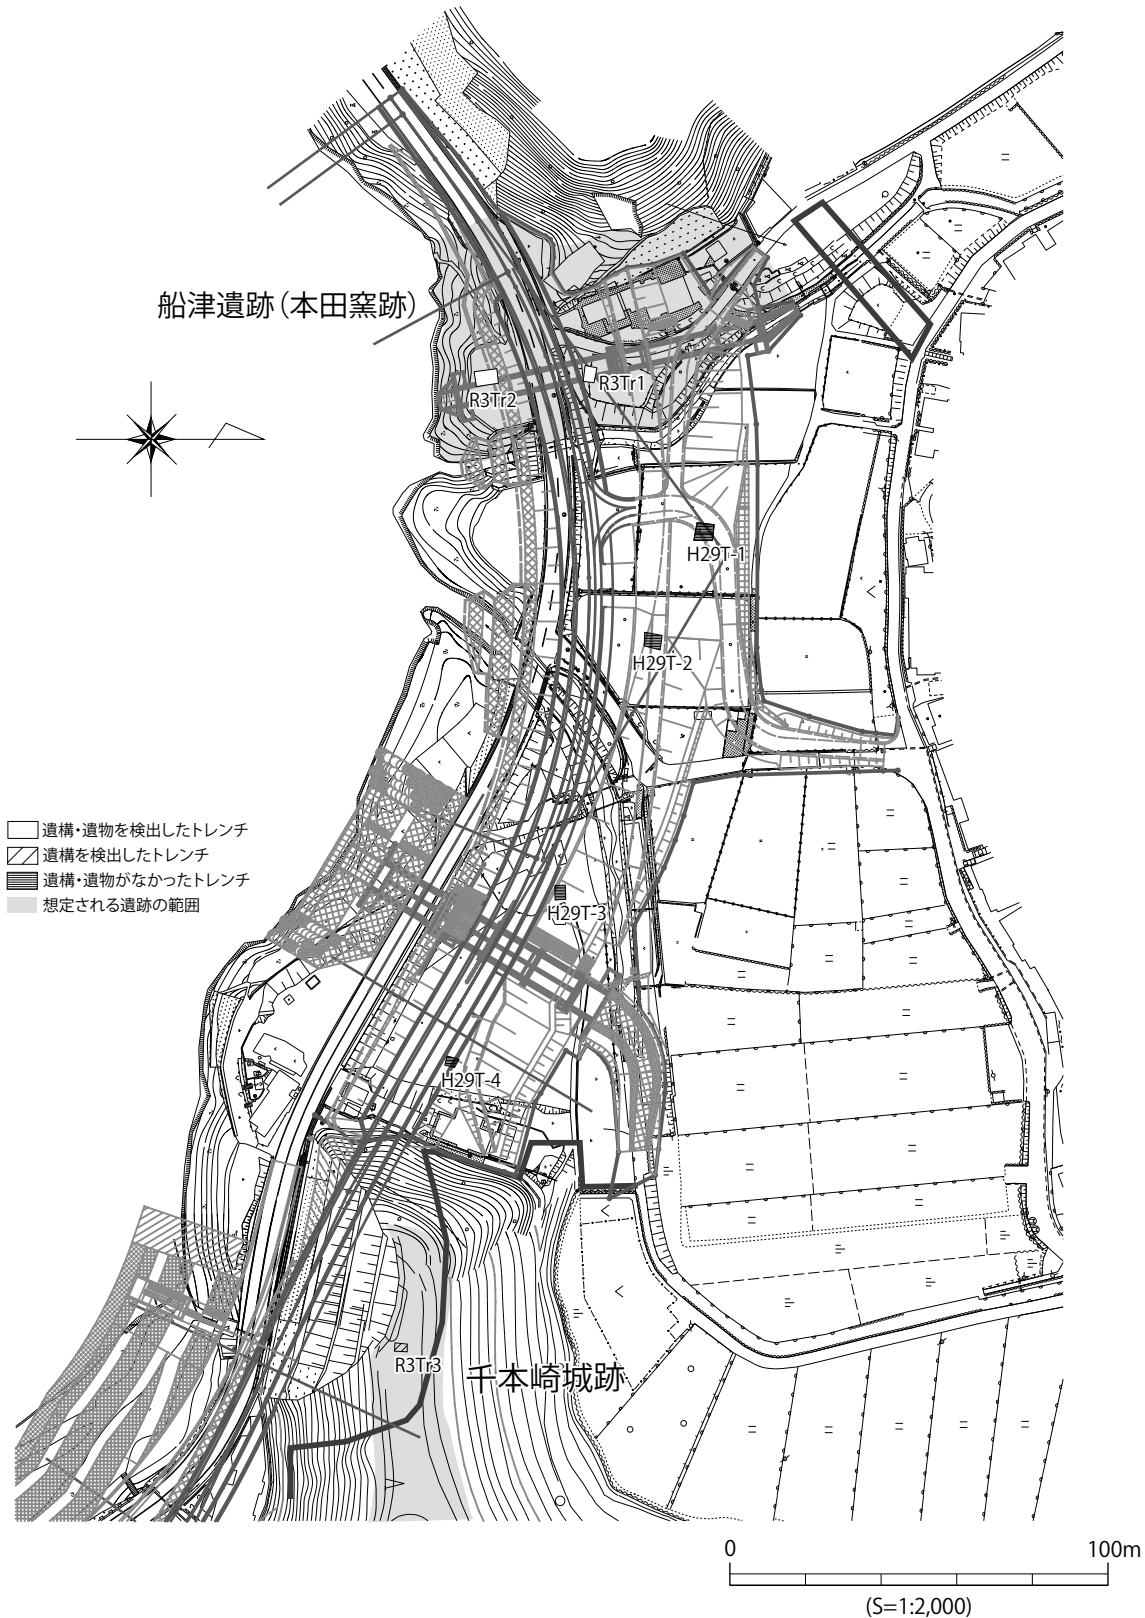 船津遺跡（本田窯跡）
R3Tr1
R3Tr2
H29T-1
H29T-2
遺構・遺物を検出したトレンチ
遺構を検出したトレンチ
遺構・遺物がなかったトレンチ
想定される遺跡の範囲
H29T-3
H29T-4
R3Tr3
千本崎城跡
0
100m
(S=1:2,000)